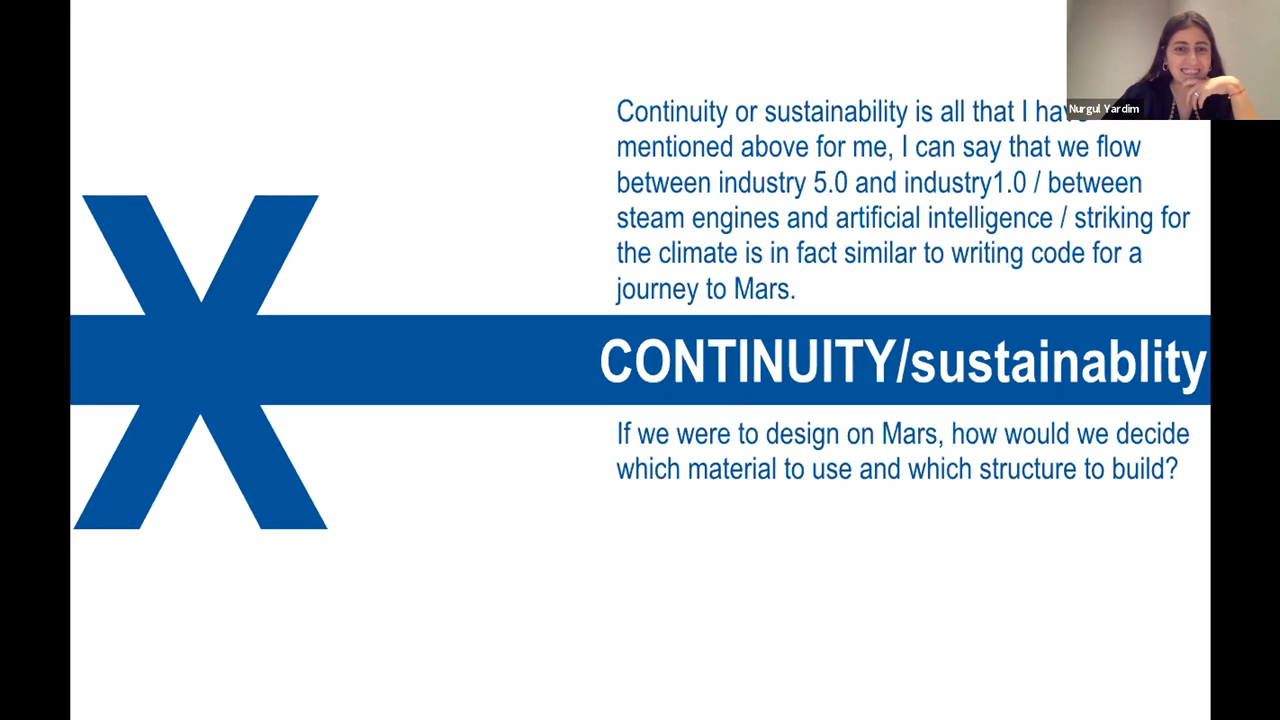 Nurgul Yardim
Continuity or sustainability is all that I have
mentioned above for me, I can say that we flow
between industry 5.0 and industry1.0 / between
steam engines and artificial intelligence / striking for
the climate is in fact similar to writing code for a
journey to Mars.
X
CONTINUITY/sustainablity
If we were to design on Mars, how would we decide
which material to use and which structure to build?